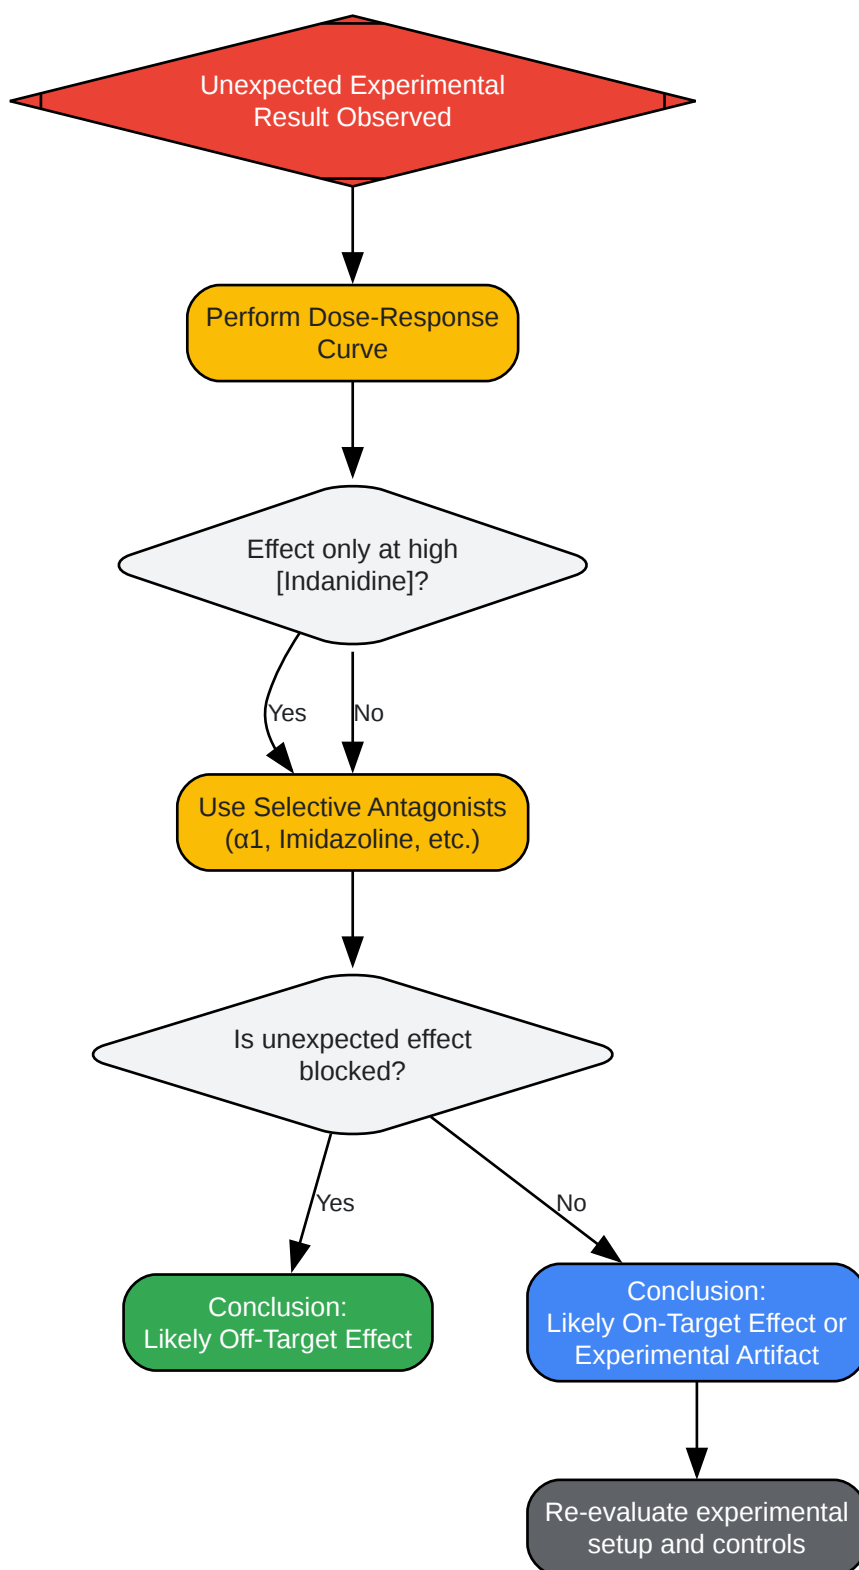 Unexpected Experimental
Result Observed
Perform Dose-Response
Curve
Effect only at high
[Indanidine]?
Yes
No
Use Selective Antagonists
(α1, Imidazoline, etc.)
Is unexpected effect
blocked?
Yes
No
Conclusion:
Likely Off-Target Effect
Conclusion:
Likely On-Target Effect or
Experimental Artifact
Re-evaluate experimental
setup and controls